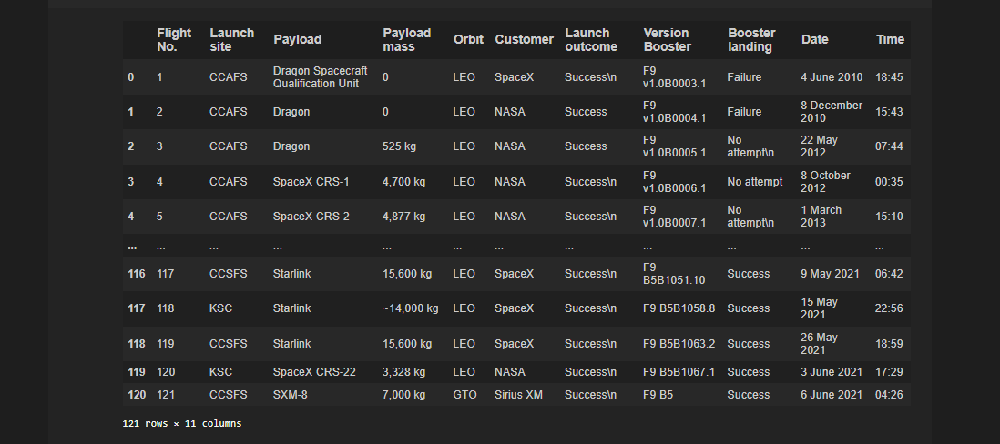 Flight No. Launch site Payload Payload mass Orbit Customer Launch outcome Version Booster Booster landing Date Time
0 1 CCAFS Dragon Spacecraft Qualification Unit 0 LEO SpaceX Success\n F9 v1.0B0003.1 Failure 4 June 2010 18:45
1 2 CCAFS Dragon 0 LEO NASA Success F9 v1.0B0004.1 Failure 8 December 2010 15:43
2 3 CCAFS Dragon 525 kg LEO NASA Success F9 v1.0B0005.1 No attempt\n 22 May 2012 07:44
3 4 CCAFS SpaceX CRS-1 4,700 kg LEO NASA Success\n F9 v1.0B0006.1 No attempt 8 October 2012 00:35
4 5 CCAFS SpaceX CRS-2 4,877 kg LEO NASA Success\n F9 v1.0B0007.1 No attempt\n 1 March 2013 15:10
... ... ... ... ... ... ... ... ... ... ... ...
116 117 CCSFS Starlink 15,600 kg LEO SpaceX Success\n F9 B5B1051.10 Success 9 May 2021 06:42
117 118 KSC Starlink ~14,000 kg LEO SpaceX Success\n F9 B5B1058.8 Success 15 May 2021 22:56
118 119 CCSFS Starlink 15,600 kg LEO SpaceX Success\n F9 B5B1063.2 Success 26 May 2021 18:59
119 120 KSC SpaceX CRS-22 3,328 kg LEO NASA Success\n F9 B5B1067.1 Success 3 June 2021 17:29
120 121 CCSFS SXM-8 7,000 kg GTO Sirius XM Success\n F9 B5 Success 6 June 2021 04:26
121 rows × 11 columns